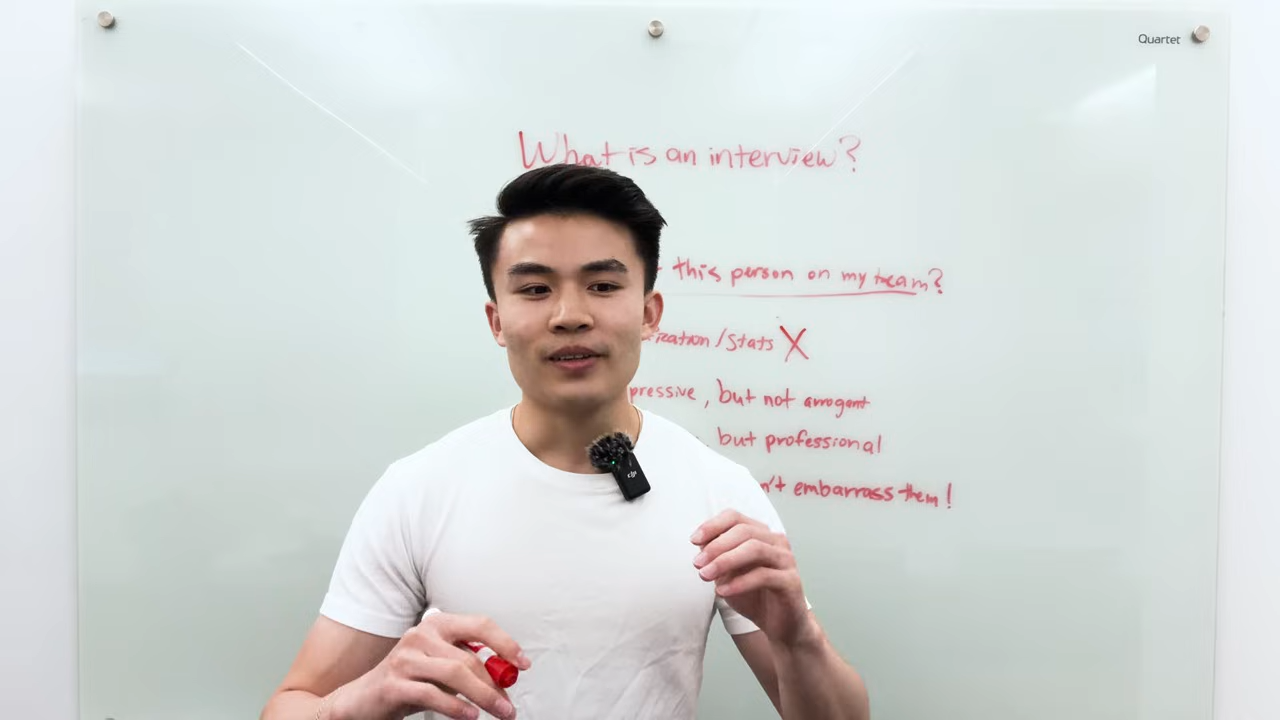 Quartet
What is an interview?
this person on my team?
/Stats X
pressive, but not arrogant
, but professional
n't embarrass them!
dji